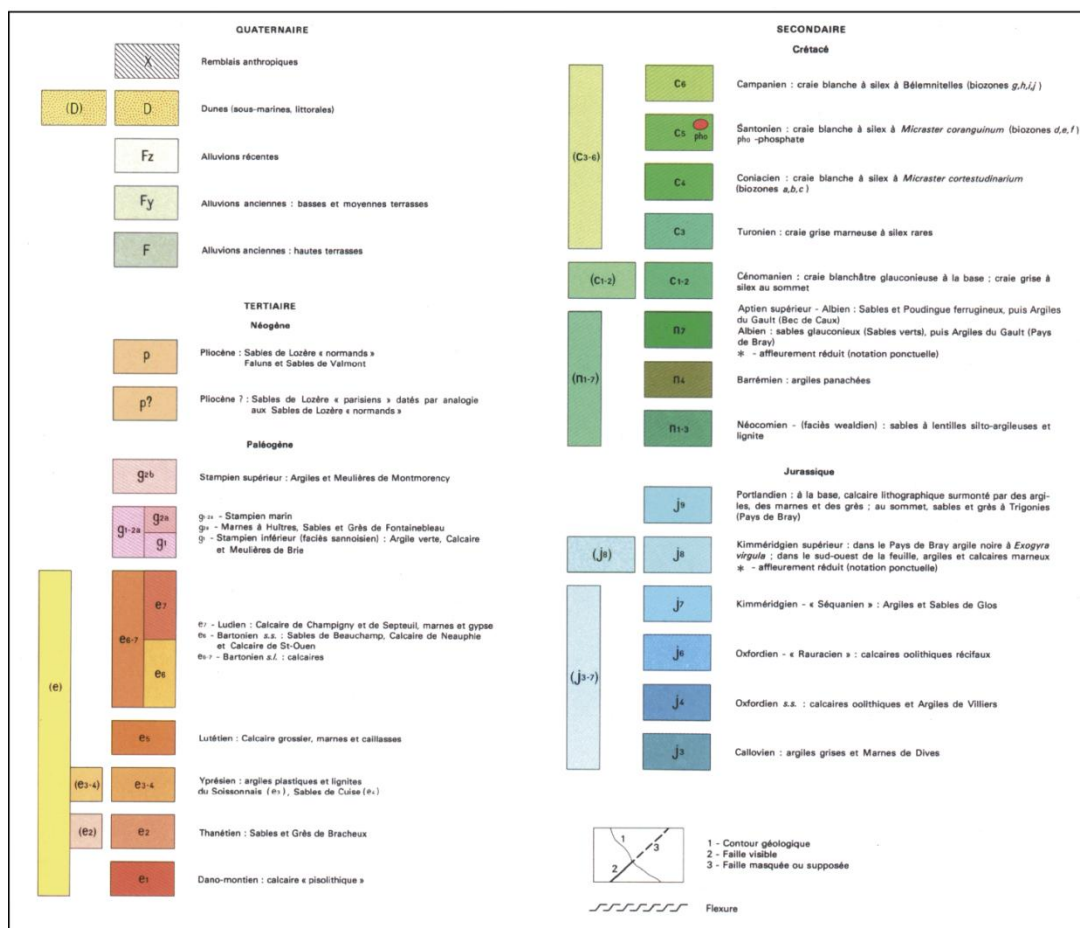 QUATERNAIRE
X
Remblais anthropiques
(D)
D
Dunes (sous-marines, littorales)
Fz
Alluvions récentes
Fy
Alluvions anciennes : basses et moyennes terrasses
F
Alluvions anciennes : hautes terrasses
TERTIAIRE
Néogène
p
Pliocène : Sables de Lozère « normands »
Faluns et Sables de Valmont
p?
Pliocène ? : Sables de Lozère « parisiens » datés par analogie
aux Sables de Lozère « normands »
Paléogène
g2b
Stampien supérieur : Argiles et Meulières de Montmorency
g1-2a
g2a
g1
g1-2a - Stampien marin
g2a - Marnes à Huîtres, Sables et Grès de Fontainebleau
g1 - Stampien inférieur (faciès sannoisien) : Argile verte, Calcaire
et Meulières de Brie
(e)
e6-7
e7
e6
e7 - Ludien : Calcaire de Champigny et de Septeuil, marnes et gypse
e6 - Bartonien s.s. : Sables de Beauchamp, Calcaire de Neauphle
et Calcaire de St-Ouen
e6-7 - Bartonien s.l. : calcaires
e5
Lutétien : Calcaire grossier, marnes et caillasses
(e3-4)
e3-4
Yprésien : argiles plastiques et lignites
du Soissonnais (e3), Sables de Cuise (e4)
(e2)
e2
Thanétien : Sables et Grès de Bracheux
e1
Dano-montien : calcaire « pisolithique »
SECONDAIRE
Crétacé
(C3-6)
C6
Campanien : craie blanche à silex à Bélemnitelles (biozones g,h,i,j)
C5
pho
Santonien : craie blanche à silex à Micraster coranguinum (biozones d,e,f)
pho -phosphate
C4
Coniacien : craie blanche à silex à Micraster cortestudinarium
(biozones a,b,c)
C3
Turonien : craie grise marneuse à silex rares
(C1-2)
C1-2
Cénomanien : craie blanchâtre glauconieuse à la base ; craie grise à
silex au sommet
(n1-7)
n7
Aptien supérieur - Albien : Sables et Poudingue ferrugineux, puis Argiles
du Gault (Bec de Caux)
Albien : sables glauconieux (Sables verts), puis Argiles du Gault (Pays
de Bray)
* - affleurement réduit (notation ponctuelle)
n4
Barrémien : argiles panachées
n1-3
Néocomien - (faciès wealdien) : sables à lentilles silto-argileuses et
lignite
Jurassique
j9
Portlandien : à la base, calcaire lithographique surmonté par des argi-
les, des marnes et des grès ; au sommet, sables et grès à Trigonies
(Pays de Bray)
(j8)
j8
Kimméridgien supérieur : dans le Pays de Bray argile noire à Exogyra
virgula ; dans le sud-ouest de la feuille, argiles et calcaires marneux
* - affleurement réduit (notation ponctuelle)
(j3-7)
j7
Kimméridgien - « Séquanien » : Argiles et Sables de Glos
j6
Oxfordien - « Rauracien » : calcaires oolithiques récifaux
j4
Oxfordien s.s. : calcaires oolithiques et Argiles de Villiers
j3
Callovien : argiles grises et Marnes de Dives
1
2
3
1 - Contour géologique
2 - Faille visible
3 - Faille masquée ou supposée
Flexure